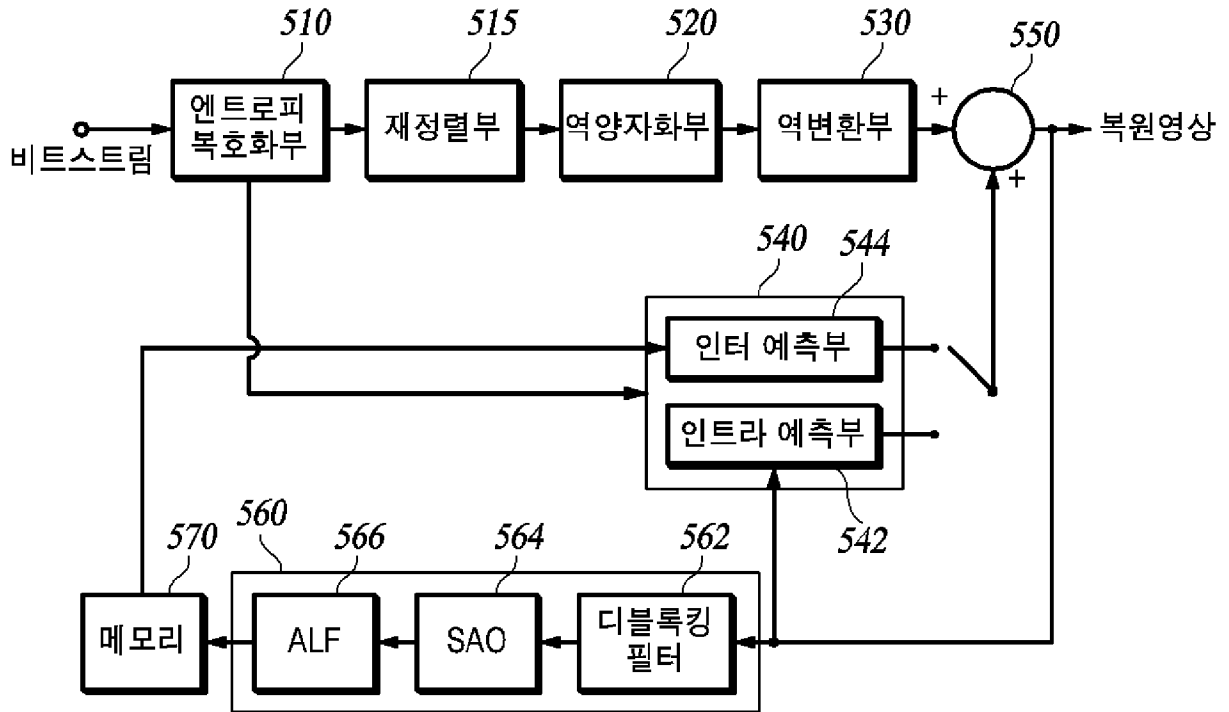 510
515
520
530
550
엔트로피
복호화부
재정렬부
역양자화부
역변환부
+
복원영상
비트스트림
+
540
544
인터 예측부
인트라 예측부
542
560
570
566
564
562
메모리
ALF
SAO
디블록킹
필터